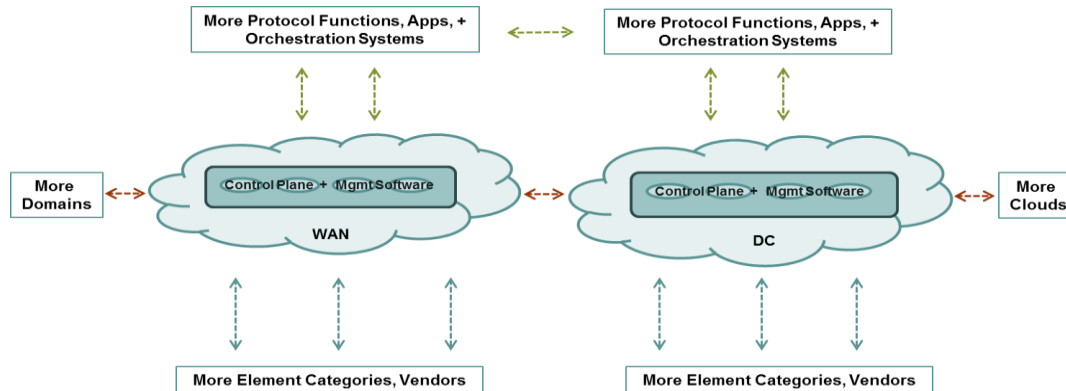 More Protocol Functions, Apps, +
Orchestration Systems
More Protocol Functions, Apps, +
Orchestration Systems
More
Domains
Control Plane + Mgmt Software
WAN
Control Plane + Mgmt Software
DC
More
Clouds
More Element Categories, Vendors
More Element Categories, Vendors